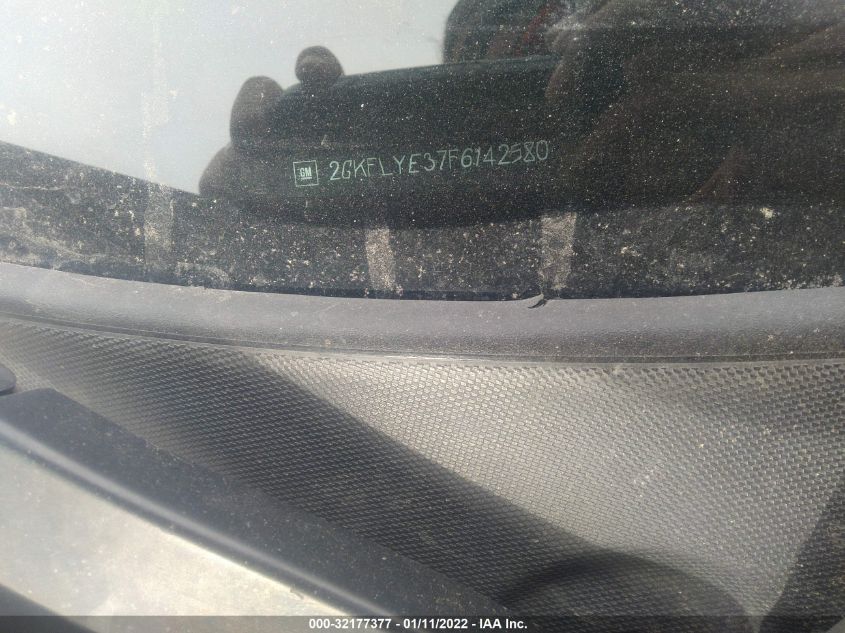 GM 2GKFLYE37F6142580
000-32177377 - 01/11/2022 - IAA Inc.